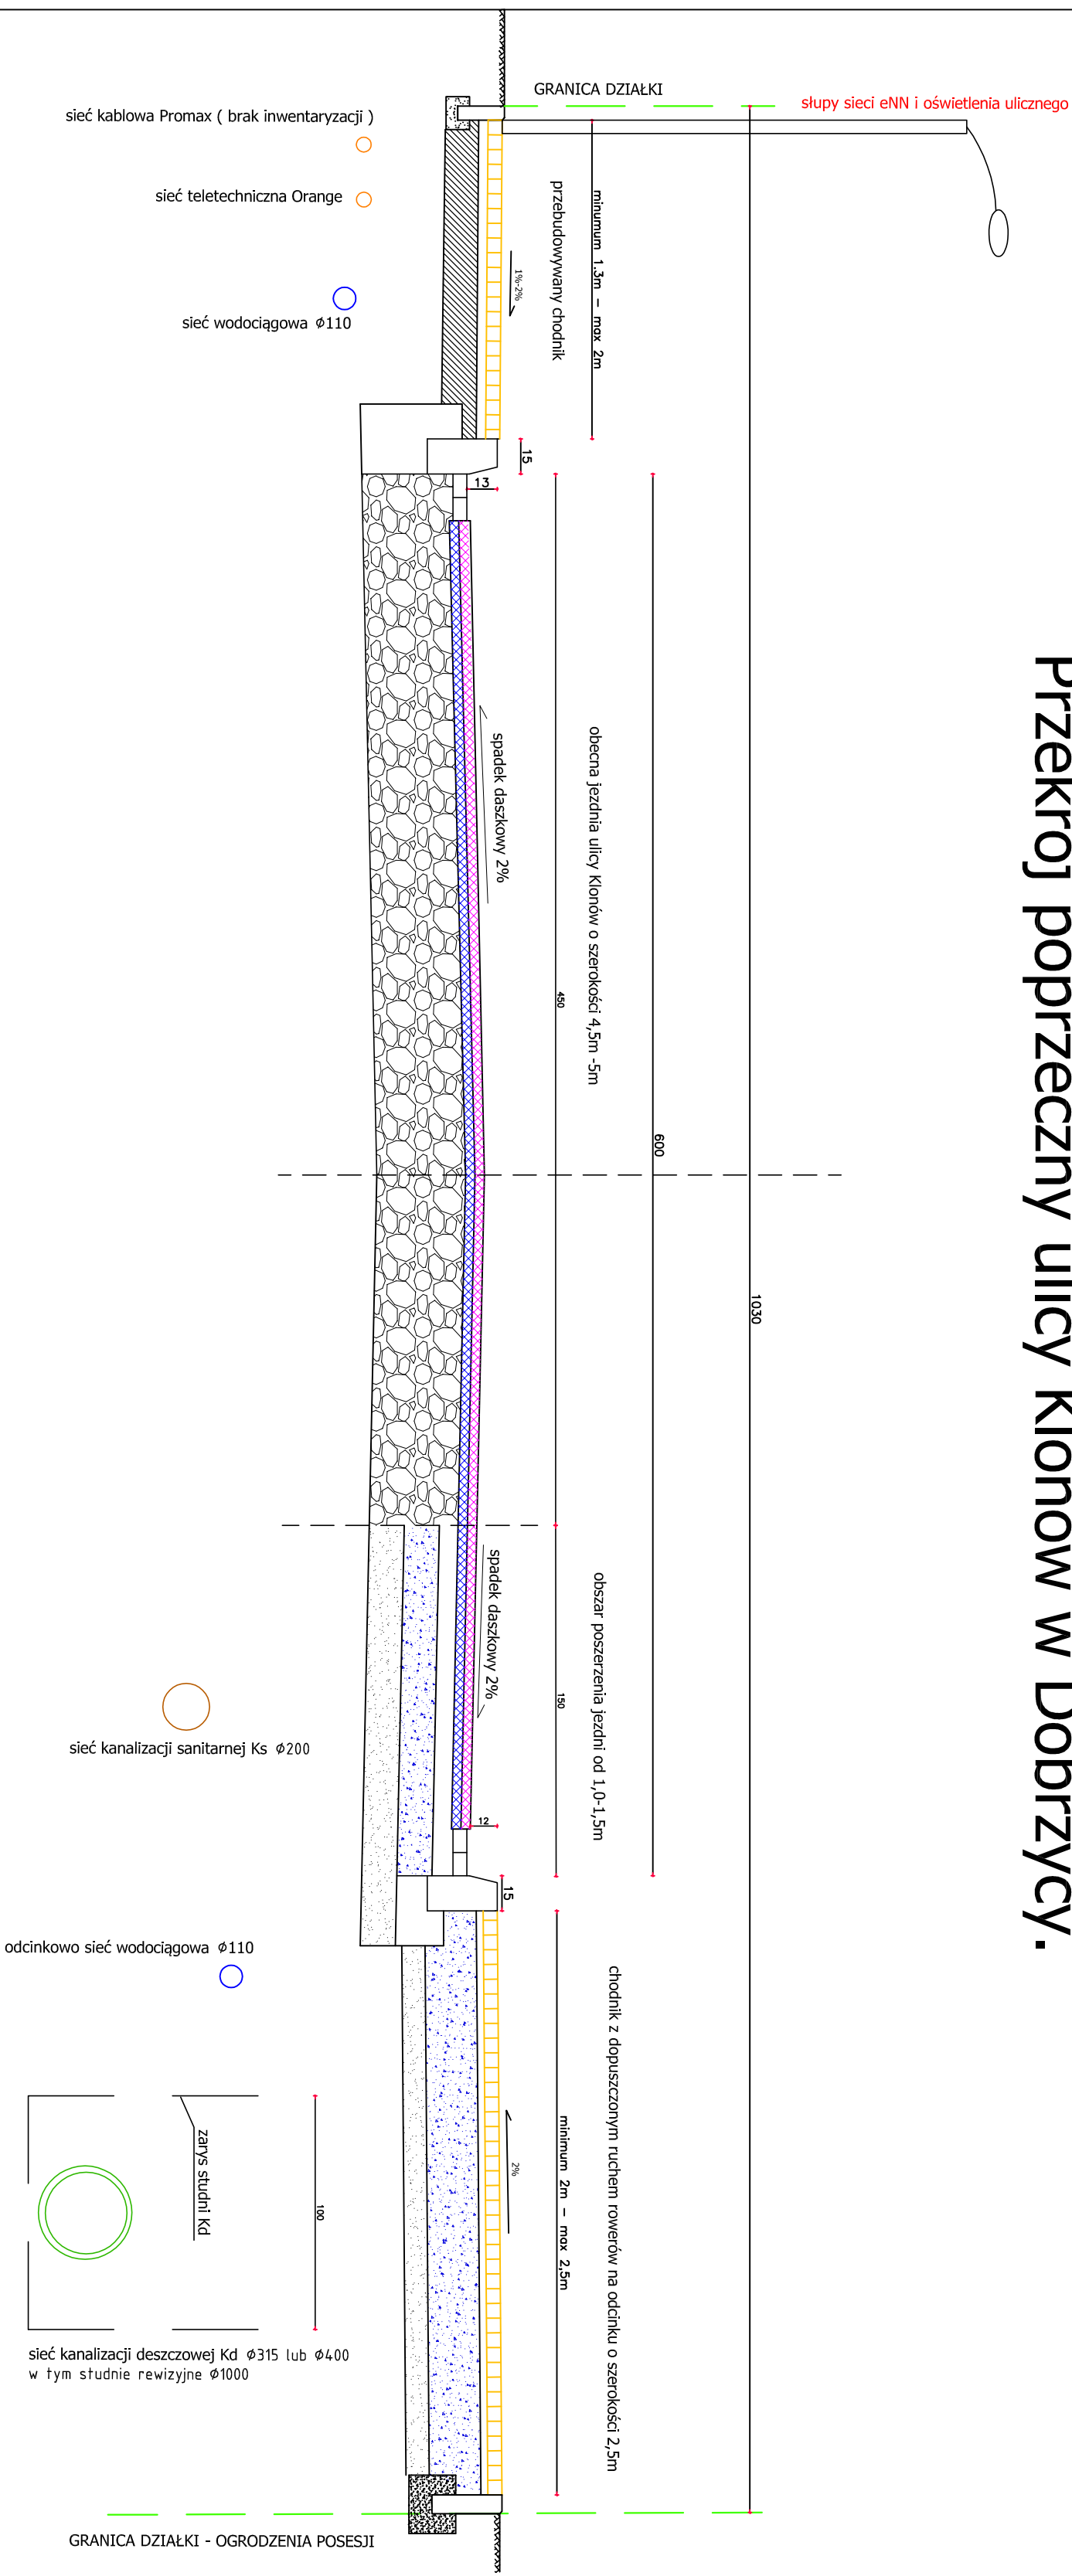 Przekroj poprzeczny ulicy Klonow w Dobrzycy.
GRANICA DZIAŁKI
słupy sieci eNN i oświetlenia ulicznego
sieć kablowa Promax ( brak inwentaryzacji )
sieć teletechniczna Orange
sieć wodociągowa ϕ110
minumum 1.3m - max 2m
przebudowywany chodnik
1%-2%
15
13
spadek daszkowy 2%
obecna jezdnia ulicy Klonów o szerokości 4,5m -5m
450
600
1030
spadek daszkowy 2%
obszar poszerzenia jezdni od 1,0-1,5m
150
sieć kanalizacji sanitarnej Ks ϕ200
12
15
odcinkowo sieć wodociągowa ϕ110
chodnik z dopuszczonym ruchem rowerów na odcinku o szerokości 2,5m
minimum 2m - max 2,5m
2%
zarys studni Kd
100
sieć kanalizacji deszczowej Kd ϕ315 lub ϕ400
w tym studnie rewizyjne ϕ1000
GRANICA DZIAŁKI - OGRODZENIA POSESJI